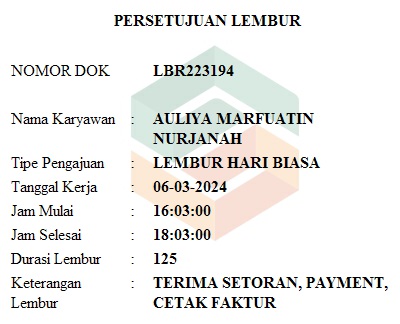 PERSETUJUAN LEMBUR
NOMOR DOK LBR223194
Nama Karyawan : AULIYA MARFUATIN
NURJANAH
Tipe Pengajuan : LEMBUR HARI BIASA
Tanggal Kerja : 06-03-2024
Jam Mulai : 16:03:00
Jam Selesai : 18:03:00
Durasi Lembur : 125
Keterangan : TERIMA SETORAN, PAYMENT,
Lembur CETAK FAKTUR